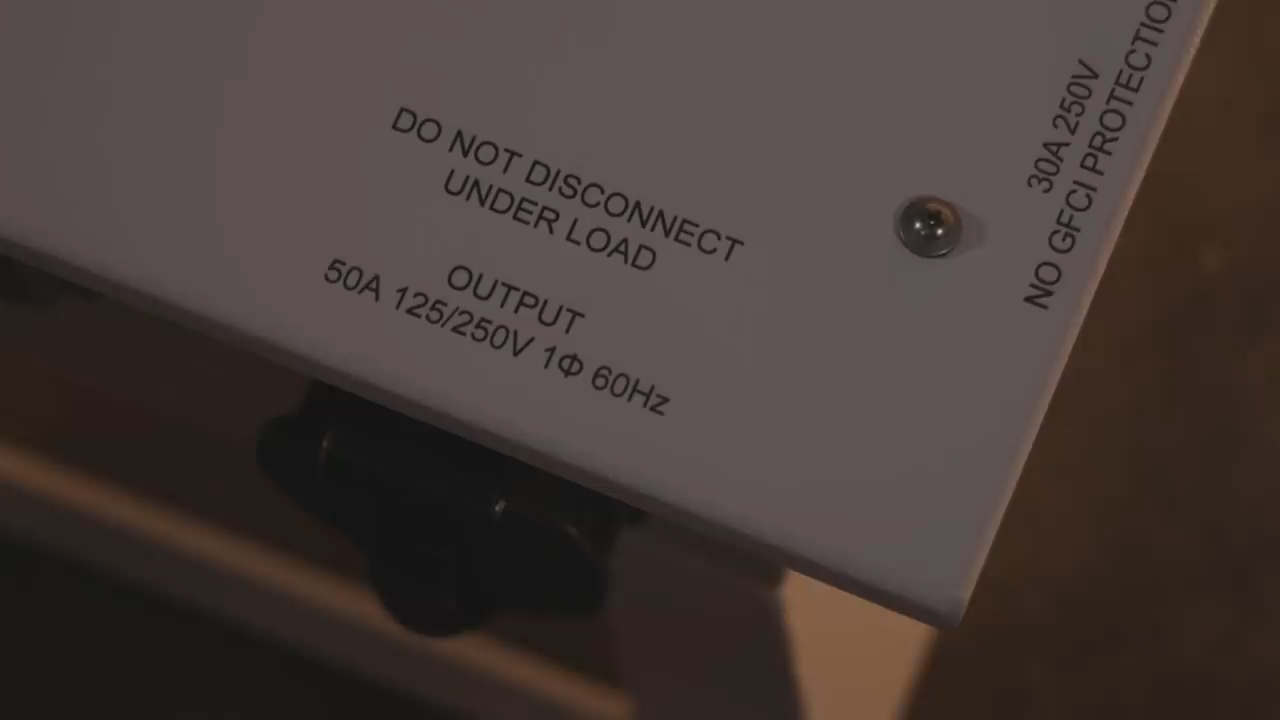 DO NOT DISCONNECT
UNDER LOAD
OUTPUT
50A 125/250V 1Φ 60Hz
30A 250V
NO GFCI PROTECTION